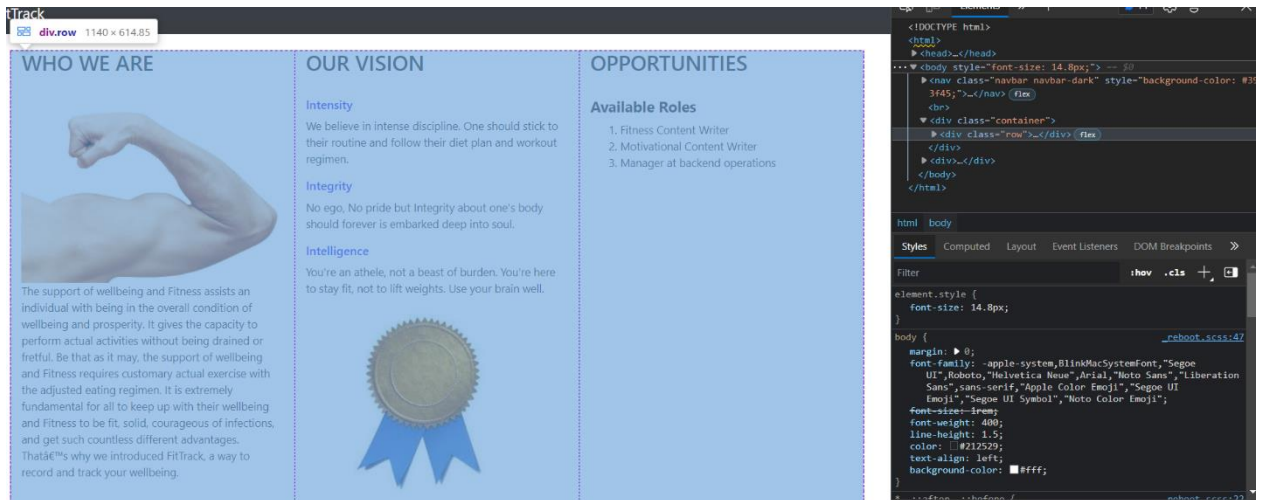 tTrack
div.row 1140 × 614.85
WHO WE ARE
The support of wellbeing and Fitness assists an
individual with being in the overall condition of
wellbeing and prosperity. It gives the capacity to
perform actual activities without being drained or
fretful. Be that as it may, the support of wellbeing
and Fitness requires customary actual exercise with
the adjusted eating regimen. It is extremely
fundamental for all to keep up with their wellbeing
and Fitness to be fit, solid, courageous of infections,
and get such countless different advantages.
Thatâ€™s why we introduced FitTrack, a way to
record and track your wellbeing.
OUR VISION
Intensity
We believe in intense discipline. One should stick to
their routine and follow their diet plan and workout
regimen.
Integrity
No ego, No pride but Integrity about one's body
should forever is embarked deep into soul.
Intelligence
You're an athele, not a beast of burden. You're here
to stay fit, not to lift weights. Use your brain well.
OPPORTUNITIES
Available Roles
1. Fitness Content Writer
2. Motivational Content Writer
3. Manager at backend operations
Elements
<!DOCTYPE html>
<html>
<head>…</head>
<body style="font-size: 14.8px;"> == $0
<nav class="navbar navbar-dark" style="background-color: #39
3f45;">…</nav> flex
<br>
<div class="container">
<div class="row">…</div> flex
</div>
<div>…</div>
</body>
</html>
html body
Styles Computed Layout Event Listeners DOM Breakpoints
Filter :hov .cls
element.style {
font-size: 14.8px;
}
body { _reboot.scss:47
margin: 0;
font-family: -apple-system,BlinkMacSystemFont,"Segoe
UI",Roboto,"Helvetica Neue",Arial,"Noto Sans","Liberation
Sans",sans-serif,"Apple Color Emoji","Segoe UI
Emoji","Segoe UI Symbol","Noto Color Emoji";
font-size: 1rem;
font-weight: 400;
line-height: 1.5;
color: #212529;
text-align: left;
background-color: #fff;
}
*, ::after, ::before { _reboot.scss:22